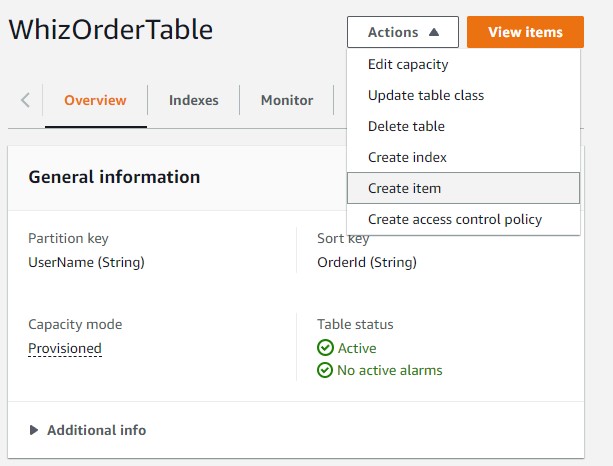 WhizOrderTable
Actions
View items
Edit capacity
Update table class
Delete table
Create index
Create item
Create access control policy
Overview
Indexes
Monitor
General information
Partition key
UserName (String)
Sort key
OrderId (String)
Capacity mode
Provisioned
Table status
Active
No active alarms
Additional info